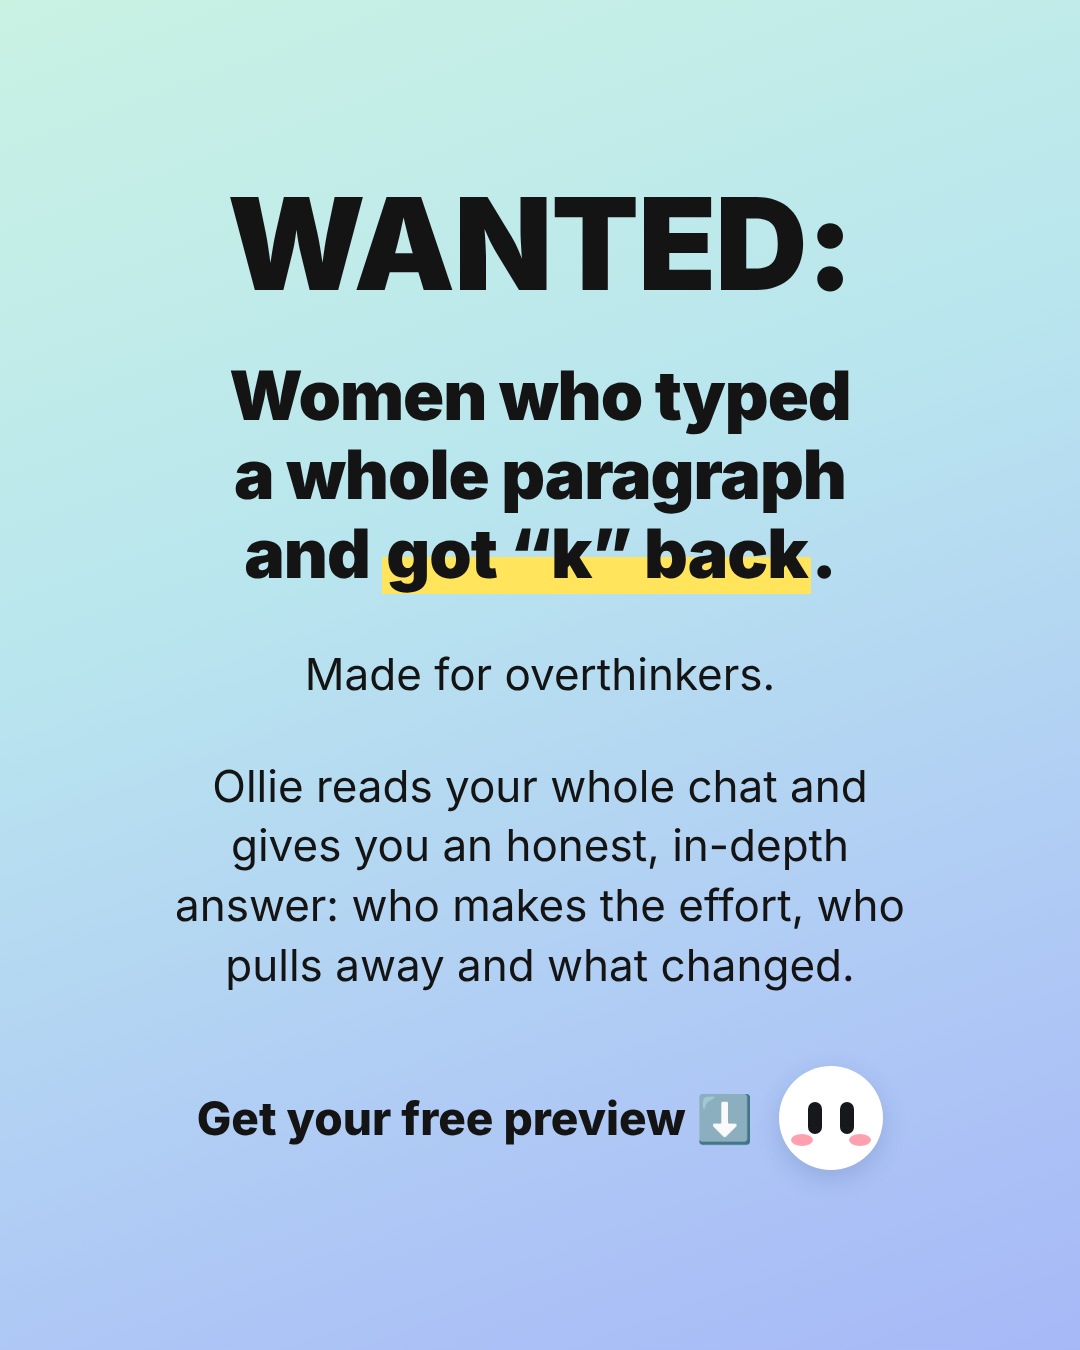 WANTED:
Women who typed
a whole paragraph
and got “k” back.
Made for overthinkers.
Ollie reads your whole chat and
gives you an honest, in-depth
answer: who makes the effort, who
pulls away and what changed.
Get your free preview ⬇️